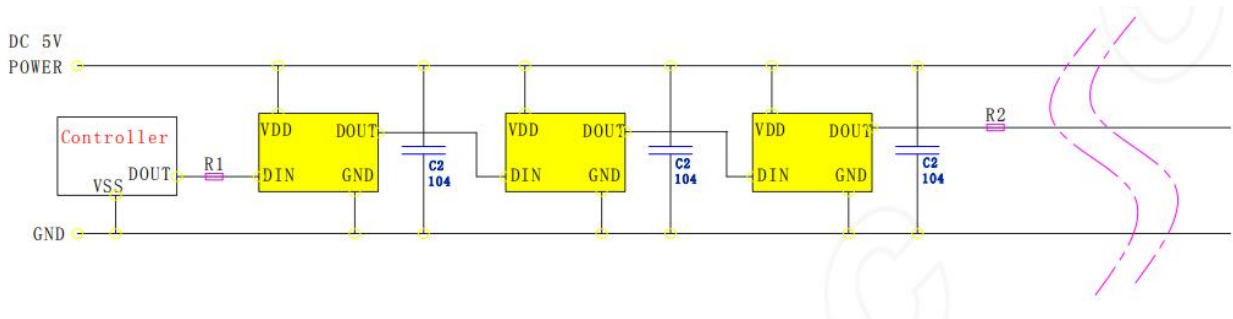 DC 5V
POWER
Controller
DOUT
VSS
R1
VDD
DOUT
DIN
GND
C2
104
VDD
DOUT
DIN
GND
C2
104
VDD
DOUT
DIN
GND
C2
104
R2
GND